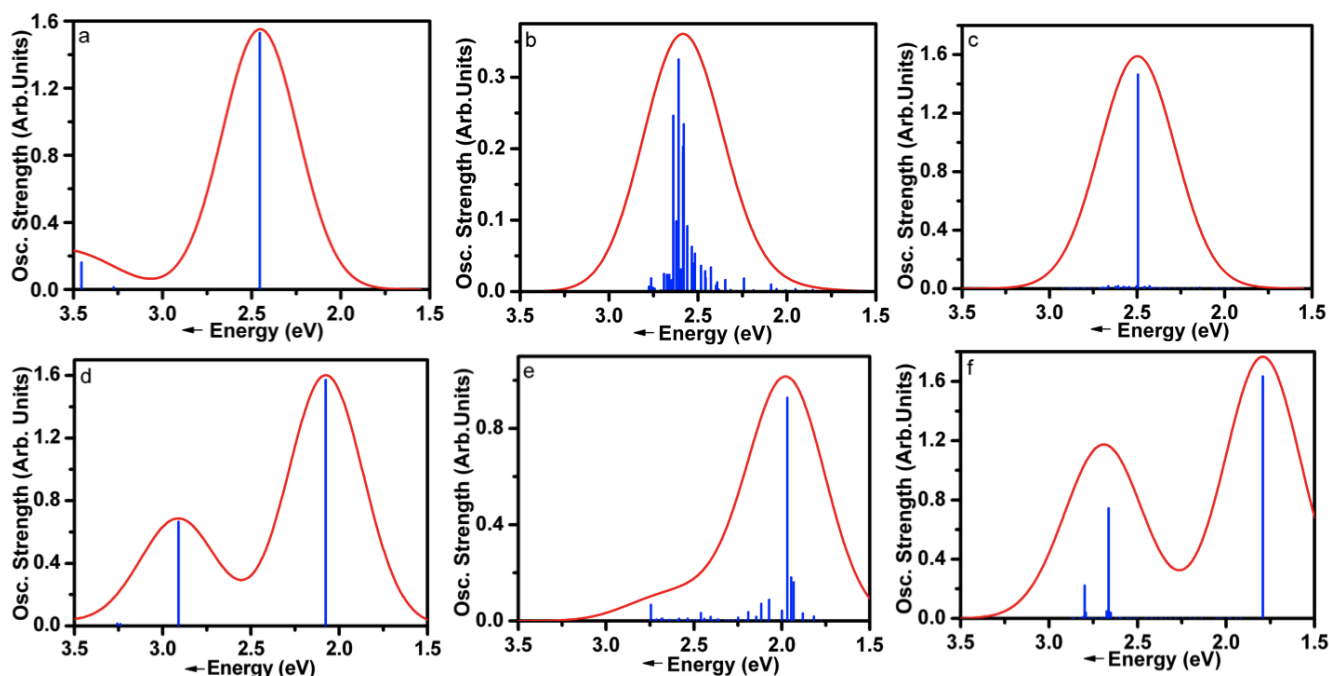 a
Osc. Strength (Arb.Units)
1.6
1.2
0.8
0.4
0.0
3.5 3.0 2.5 2.0 1.5
← Energy (eV)
b
Osc. Strength (Arb.Units)
0.3
0.2
0.1
0.0
3.5 3.0 2.5 2.0 1.5
← Energy (eV)
c
Osc. Strength (Arb.Units)
1.6
1.2
0.8
0.4
0.0
3.5 3.0 2.5 2.0 1.5
← Energy (eV)
d
Osc. Strength (Arb. Units)
1.6
1.2
0.8
0.4
0.0
3.5 3.0 2.5 2.0 1.5
← Energy (eV)
e
Osc. Strength (Arb.Units)
0.8
0.4
0.0
3.5 3.0 2.5 2.0 1.5
← Energy (eV)
f
Osc. Strength (Arb.Units)
1.6
1.2
0.8
0.4
0.0
3.5 3.0 2.5 2.0 1.5
← Energy (eV)